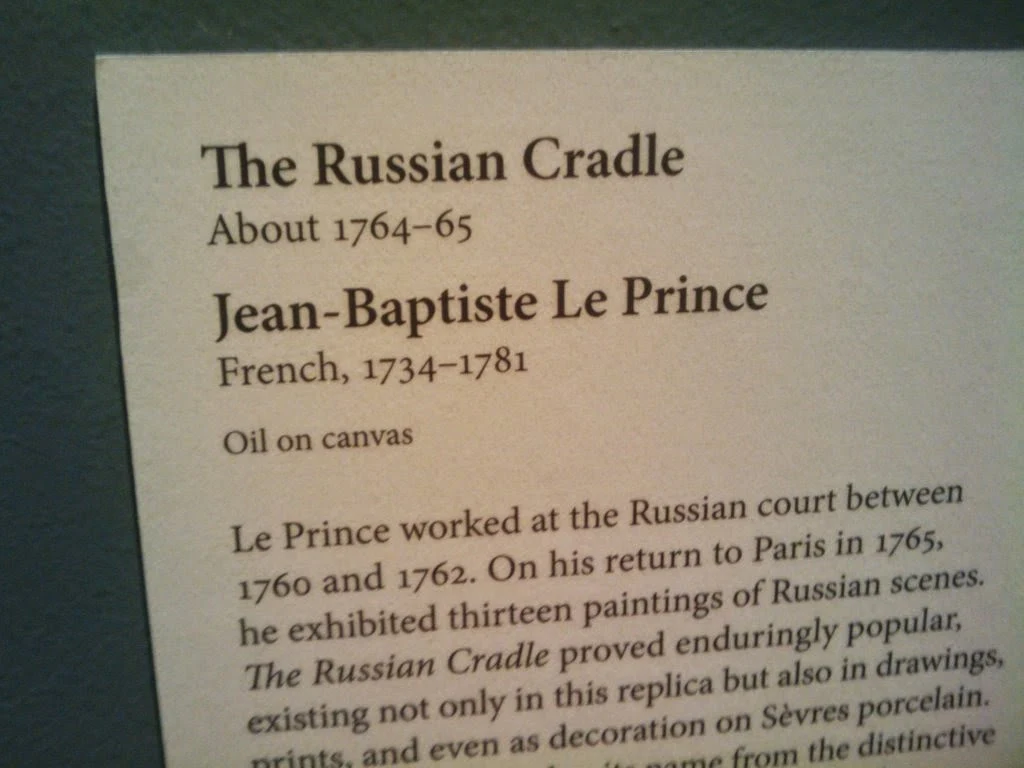 The Russian Cradle
About 1764–65
Jean-Baptiste Le Prince
French, 1734–1781
Oil on canvas
Le Prince worked at the Russian court between
1760 and 1762. On his return to Paris in 1765,
he exhibited thirteen paintings of Russian scenes.
The Russian Cradle proved enduringly popular,
existing not only in this replica but also in drawings,
prints, and even as decoration on Sèvres porcelain.
its name from the distinctive